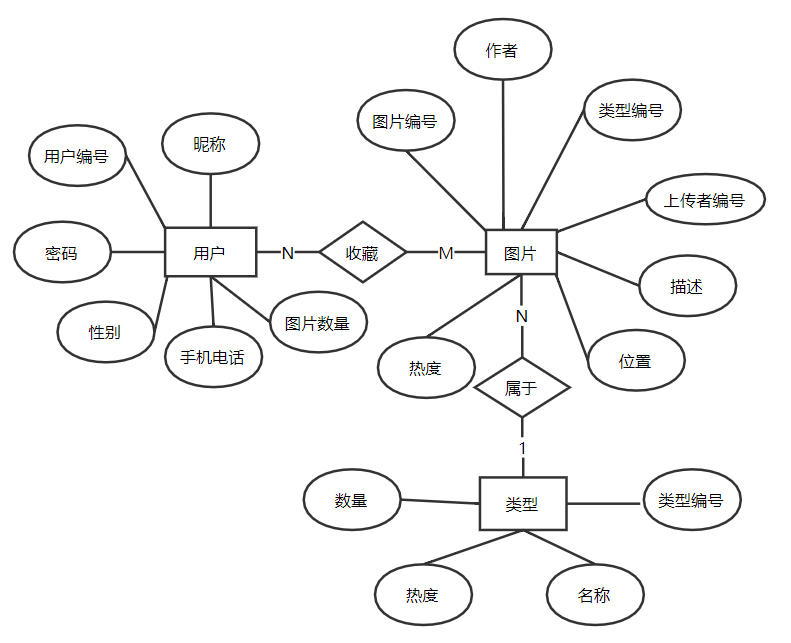 作者
类型编号
图片编号
昵称
用户编号
上传者编号
密码
用户
N
收藏
M
图片
描述
性别
手机电话
图片数量
N
热度
位置
属于
1
数量
类型
类型编号
热度
名称